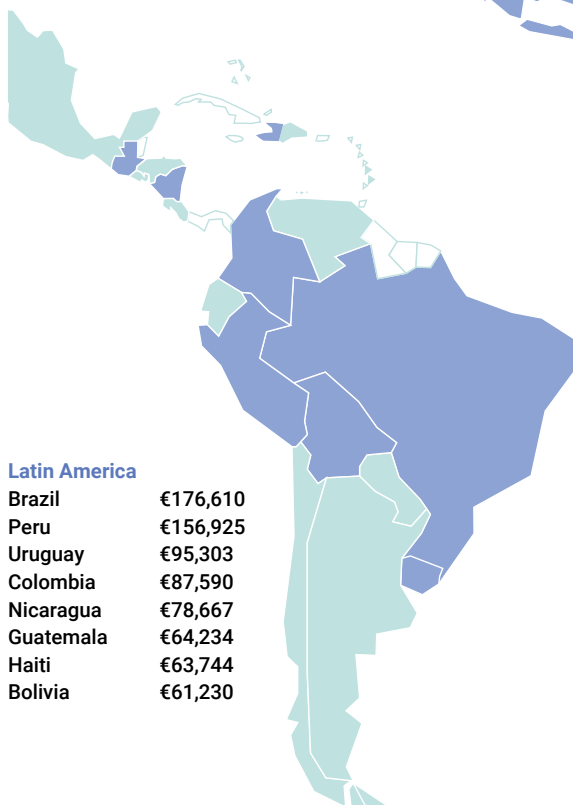 Latin America
Brazil €176,610
Peru €156,925
Uruguay €95,303
Colombia €87,590
Nicaragua €78,667
Guatemala €64,234
Haiti €63,744
Bolivia €61,230